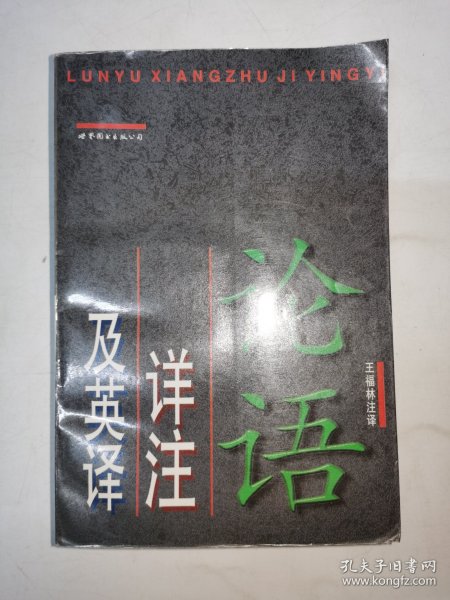 LUNYU XIANGZHU JI YINGYI
世界图书出版公司
论语
详注
及英译
王福林注译
孔夫子旧书网
www.kongfz.com